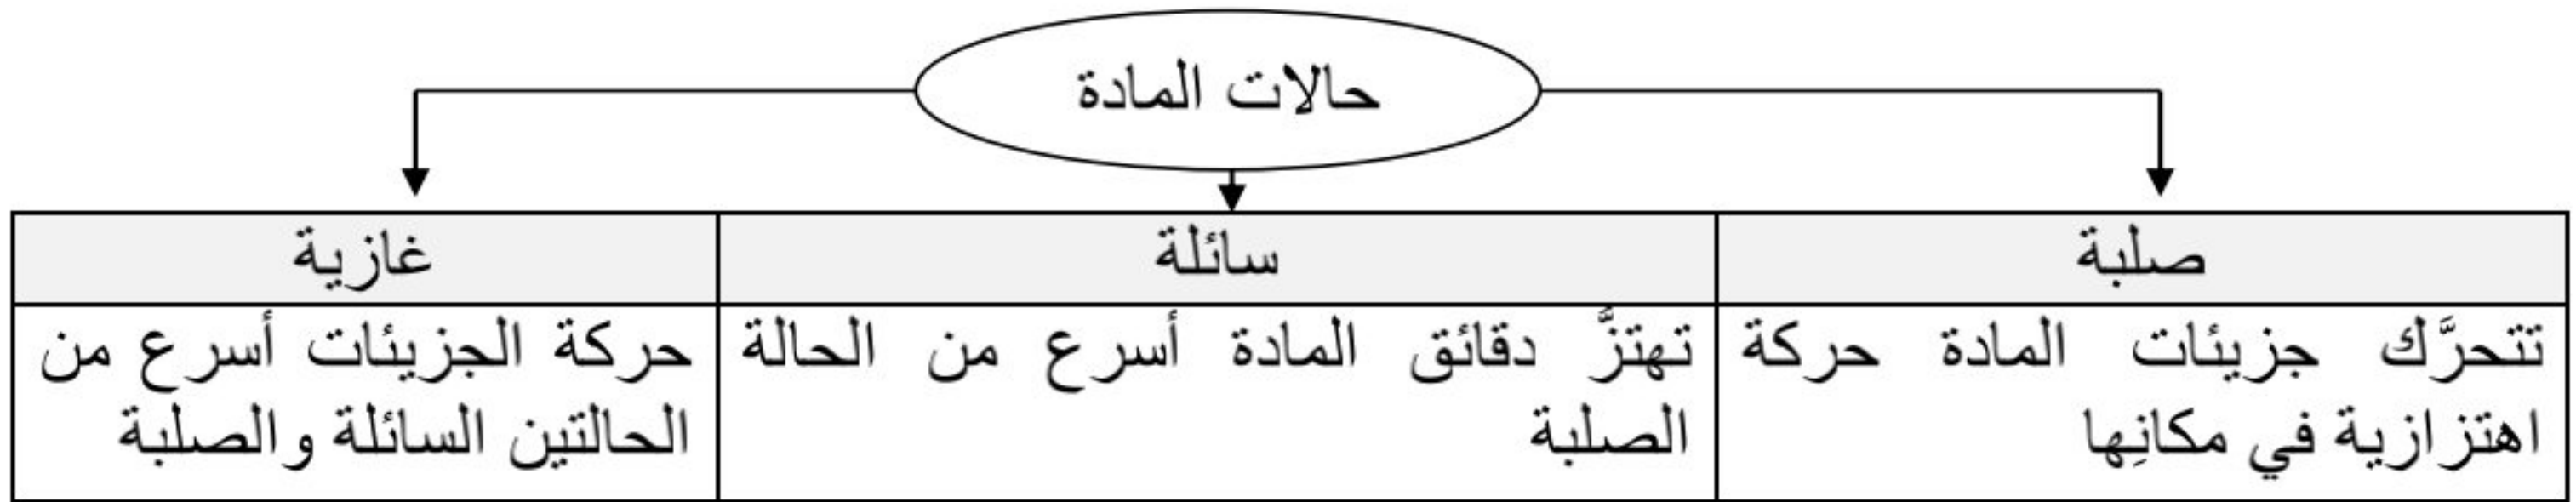 حالات المادة
صلبة
سائلة
غازية
تتحرَّك جزيئات المادة حركة
اهتزازية في مكانِها
تهتزُّ دقائق المادة أسرع من الحالة
الصلبة
حركة الجزيئات أسرع من
الحالتين السائلة والصلبة